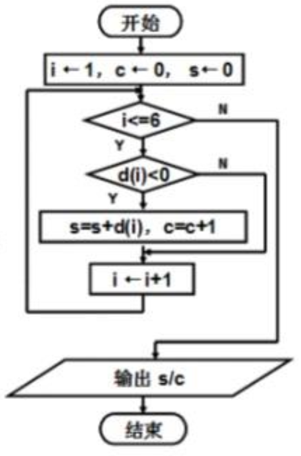 开始
i ← 1, c ← 0, s ← 0
i<=6
N
Y
d(i)<0
N
Y
s=s+d(i), c=c+1
i ← i+1
输出 s/c
结束